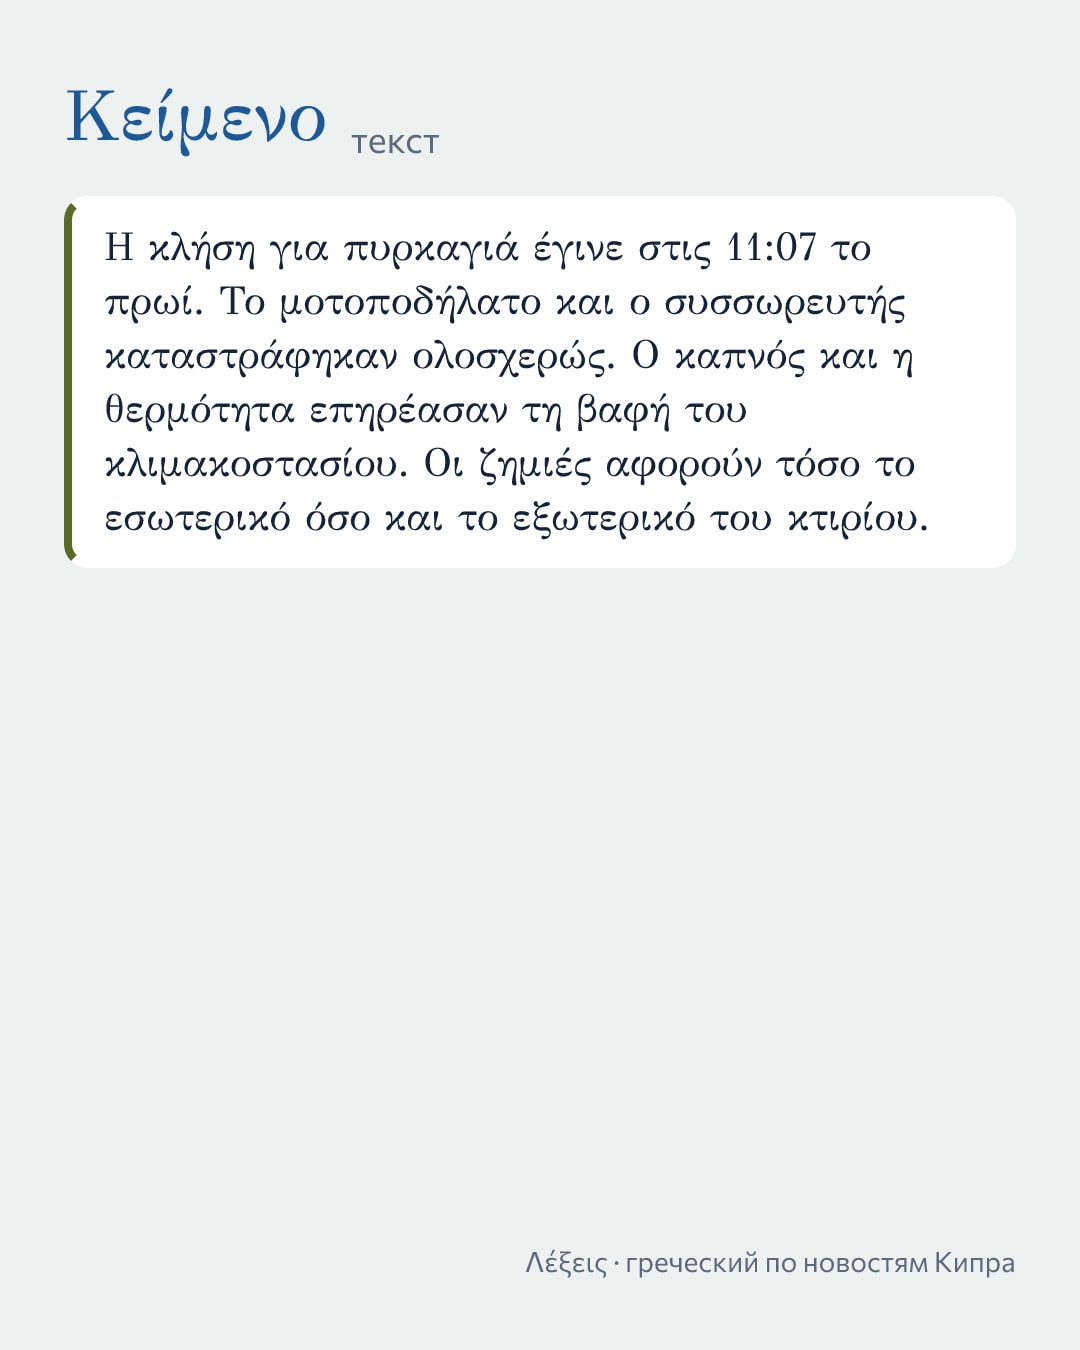 Κείμενο текст
Η κλήση για πυρκαγιά έγινε στις 11:07 το
πρωί. Το μοτοποδήλατο και ο συσσωρευτής
καταστράφηκαν ολοσχερώς. Ο καπνός και η
θερμότητα επηρέασαν τη βαφή του
κλιμακοστασίου. Οι ζημιές αφορούν τόσο το
εσωτερικό όσο και το εξωτερικό του κτιρίου.
Λέξεις · греческий по новостям Кипра